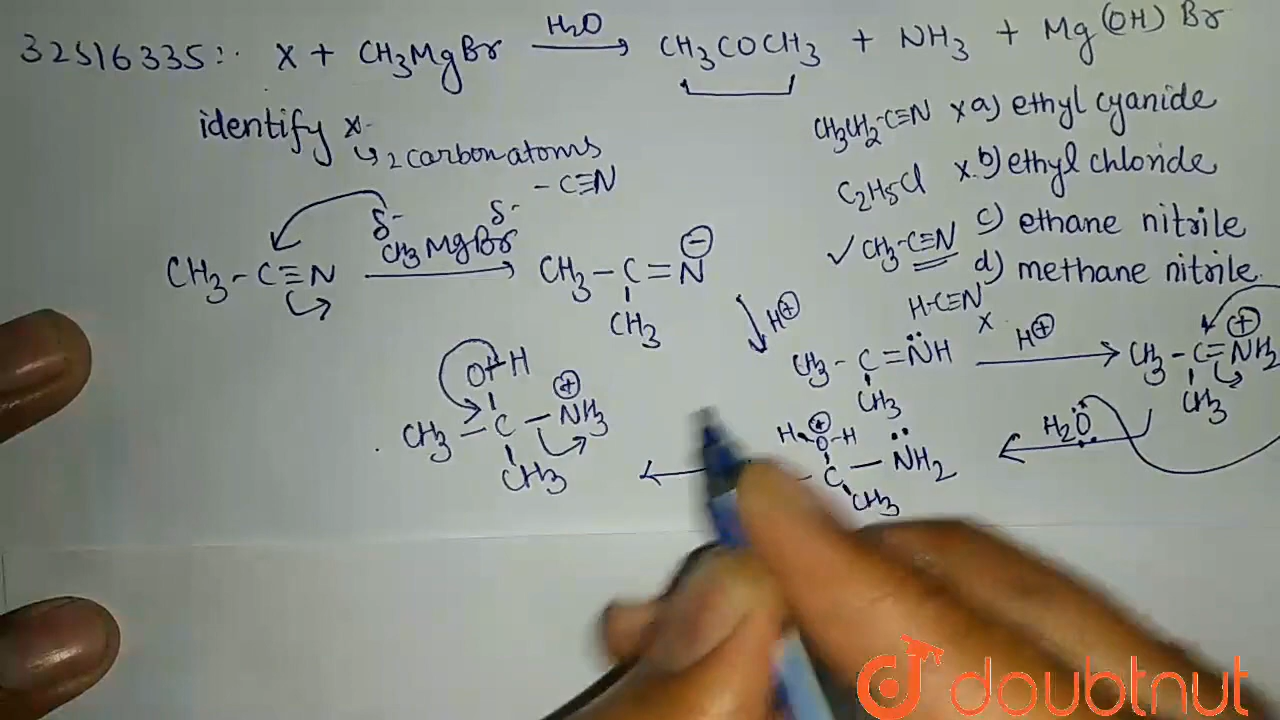 32516335:- X + CH3MgBr H2O → CH3COCH3 + NH3 + Mg(OH)Br
identify X-
↳ 2 carbon atoms
-C≡N
CH3CH2-C≡N x a) ethyl cyanide
C2H5Cl x b) ethyl chloride
✓ CH3-C≡N c) ethane nitrile
d) methane nitrile.
H-C≡N x
CH3-C≡N δ- CH3MgBr δ- → CH3-C=N ⊖
CH3
H⊕
CH3-C=NH H⊕ → CH3-C=NH2 ⊕
CH3 CH3
H2O
H-O-H ⊕
C-NH2
CH3
O-H
CH3-C-NH3 ⊕
CH3
doubtnut